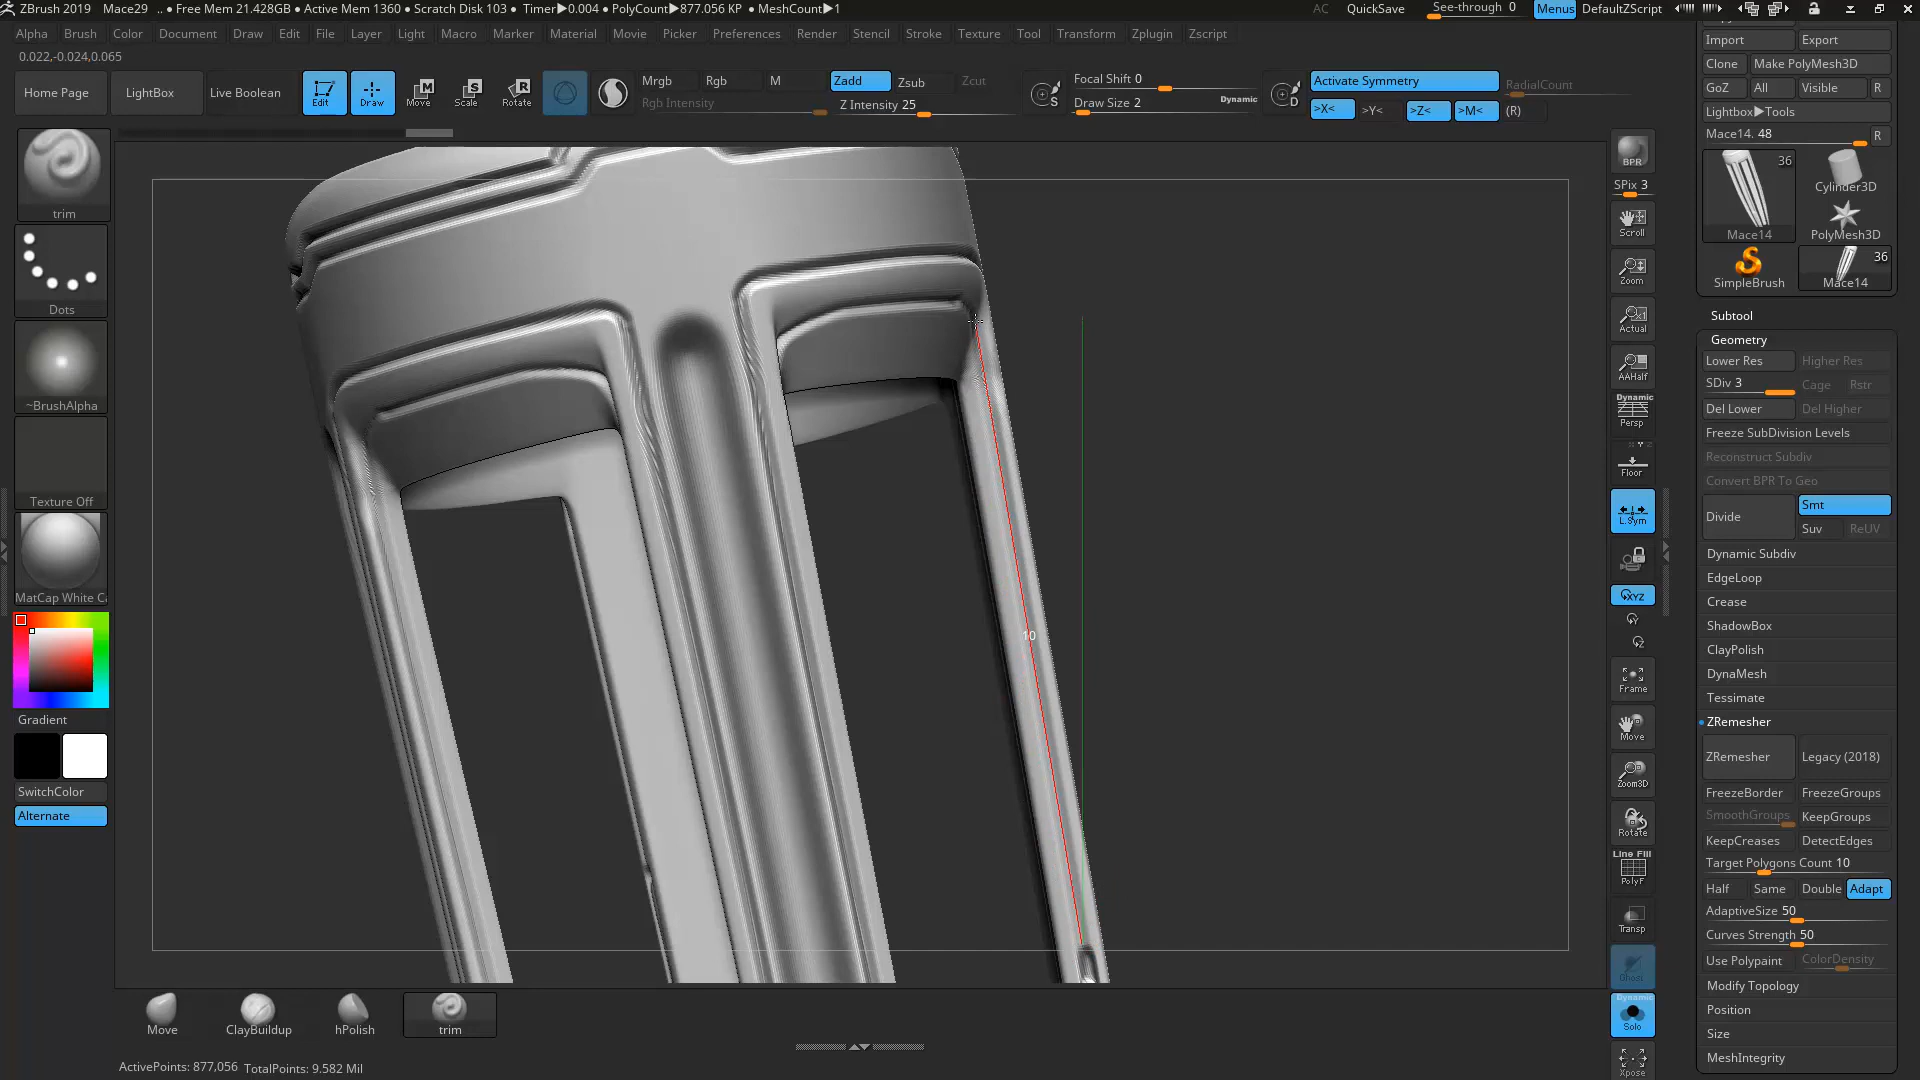 ZBrush 2019 Mace29 .. • Free Mem 21.428GB • Active Mem 1360 • Scratch Disk 103 • Timer▶0.004 • PolyCount▶877.056 KP • MeshCount▶1 AC QuickSave See-through 0 Menus DefaultZScript
Alpha Brush Color Document Draw Edit File Layer Light Macro Marker Material Movie Picker Preferences Render Stencil Stroke Texture Tool Transform Zplugin Zscript
0.022,-0.024,0.065
Home Page LightBox Live Boolean Edit Draw Move Scale Rotate
Mrgb Rgb M Zadd Zsub Zcut
Rgb Intensity Z Intensity 25
S Focal Shift 0
Draw Size 2 Dynamic
D Activate Symmetry RadialCount
>X< >Y< >Z< >M< (R)
trim
Dots
~BrushAlpha
Texture Off
MatCap White Ca
Gradient
SwitchColor
Alternate
10
BPR
SPix 3
Scroll
Zoom
Actual
AAHalf
Dynamic
Persp
Floor
L.Sym
XYZ
Y
Z
Frame
Move
Zoom3D
Rotate
Line Fill
PolyF
Transp
Ghost
Dynamic
Solo
Xpose
Import Export
Clone Make PolyMesh3D
GoZ All Visible R
Lightbox▶Tools
Mace14. 48 R
36
Mace14
Cylinder3D
PolyMesh3D
SimpleBrush
36
Mace14
Subtool
Geometry
Lower Res Higher Res
SDiv 3 Cage Rstr
Del Lower Del Higher
Freeze SubDivision Levels
Reconstruct Subdiv
Convert BPR To Geo
Divide Smt
Suv ReUV
Dynamic Subdiv
EdgeLoop
Crease
ShadowBox
ClayPolish
DynaMesh
Tessimate
ZRemesher
ZRemesher Legacy (2018)
FreezeBorder FreezeGroups
SmoothGroups KeepGroups
KeepCreases DetectEdges
Target Polygons Count 10
Half Same Double Adapt
AdaptiveSize 50
Curves Strength 50
Use Polypaint ColorDensity
Modify Topology
Position
Size
MeshIntegrity
Move ClayBuildup hPolish trim
ActivePoints: 877,056 TotalPoints: 9.582 Mil